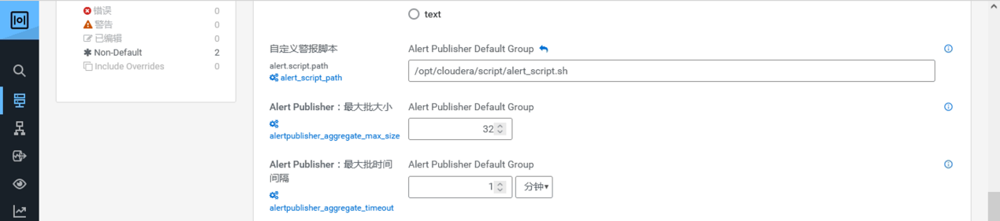 错误 0
警告 0
已编辑 0
Non-Default 2
Include Overrides 0
text
自定义警报脚本 Alert Publisher Default Group
alert.script.path
alert_script_path
/opt/cloudera/script/alert_script.sh
Alert Publisher：最大批大小 Alert Publisher Default Group
alertpublisher_aggregate_max_size
32
Alert Publisher：最大批时间 Alert Publisher Default Group
间隔
1 分钟
alertpublisher_aggregate_timeout